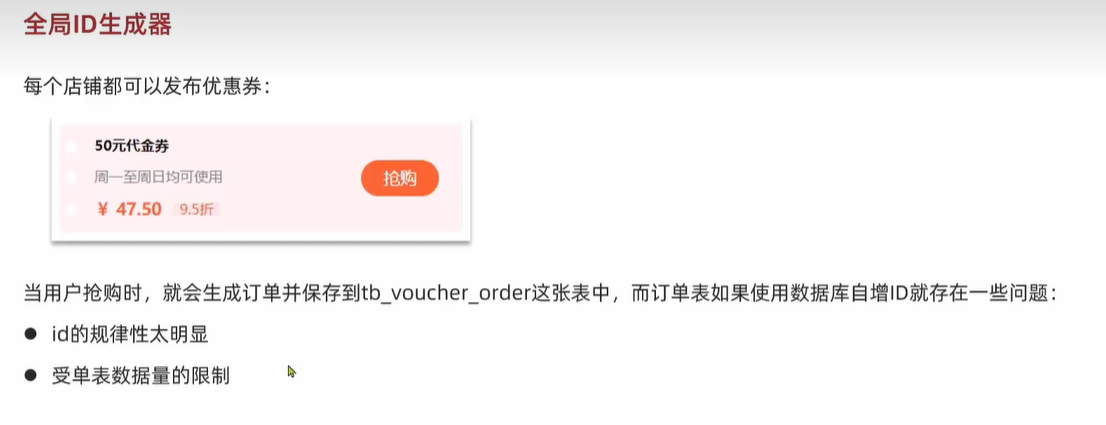 全局ID生成器
每个店铺都可以发布优惠券：
50元代金券
周一至周日均可使用
抢购
￥ 47.50 9.5折
当用户抢购时，就会生成订单并保存到tb_voucher_order这张表中，而订单表如果使用数据库自增ID就存在一些问题：
● id的规律性太明显
● 受单表数据量的限制